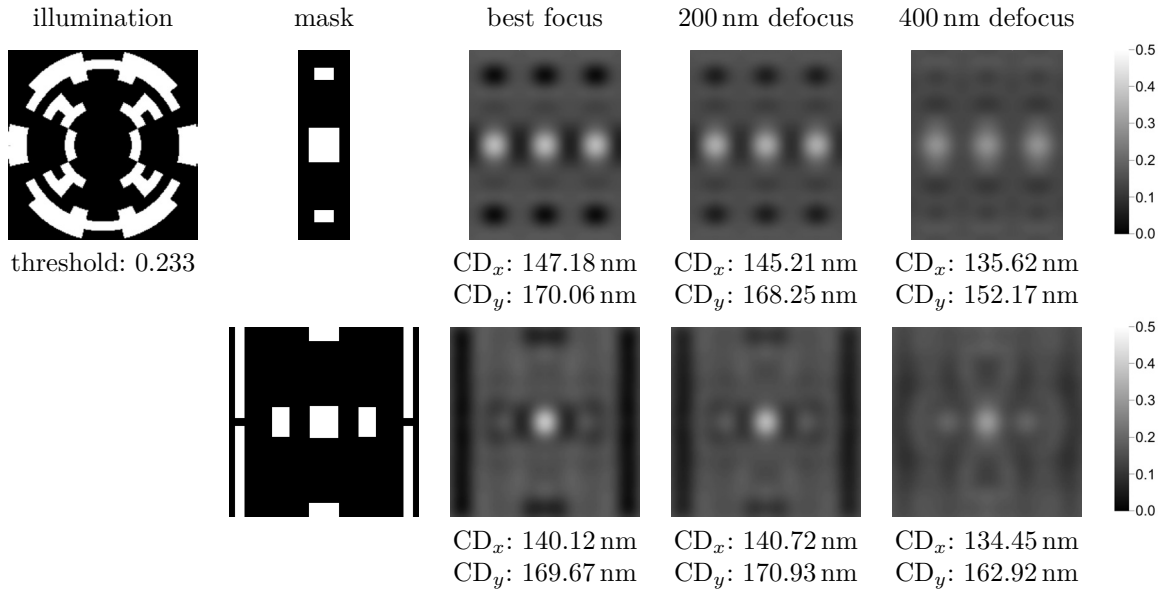 illumination mask best focus 200 nm defocus 400 nm defocus
0.5
0.4
0.3
0.2
0.1
0.0
threshold: 0.233
CDx: 147.18 nm CDx: 145.21 nm CDx: 135.62 nm
CDy: 170.06 nm CDy: 168.25 nm CDy: 152.17 nm
0.5
0.4
0.3
0.2
0.1
0.0
CDx: 140.12 nm CDx: 140.72 nm CDx: 134.45 nm
CDy: 169.67 nm CDy: 170.93 nm CDy: 162.92 nm